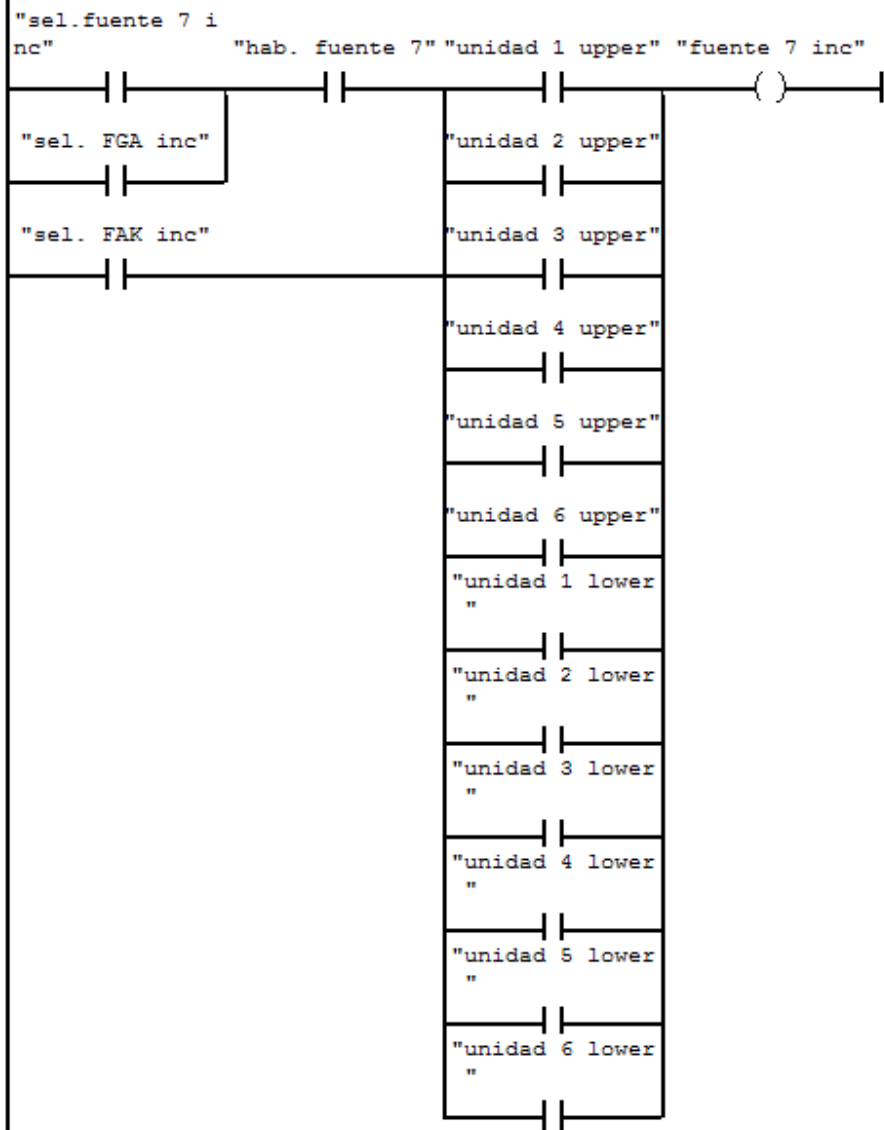 "sel.fuente 7 i
nc"
"hab. fuente 7" "unidad 1 upper" "fuente 7 inc"
"sel. FGA inc"
"unidad 2 upper"
"sel. FAK inc"
"unidad 3 upper"
"unidad 4 upper"
"unidad 5 upper"
"unidad 6 upper"
"unidad 1 lower
"
"unidad 2 lower
"
"unidad 3 lower
"
"unidad 4 lower
"
"unidad 5 lower
"
"unidad 6 lower
"